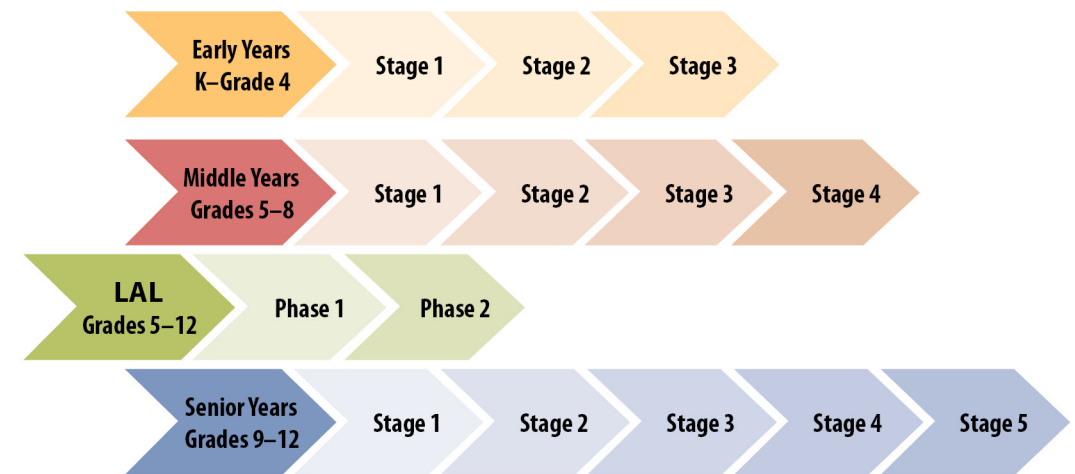 Early Years
K–Grade 4
Stage 1
Stage 2
Stage 3
Middle Years
Grades 5–8
Stage 1
Stage 2
Stage 3
Stage 4
LAL
Grades 5–12
Phase 1
Phase 2
Senior Years
Grades 9–12
Stage 1
Stage 2
Stage 3
Stage 4
Stage 5